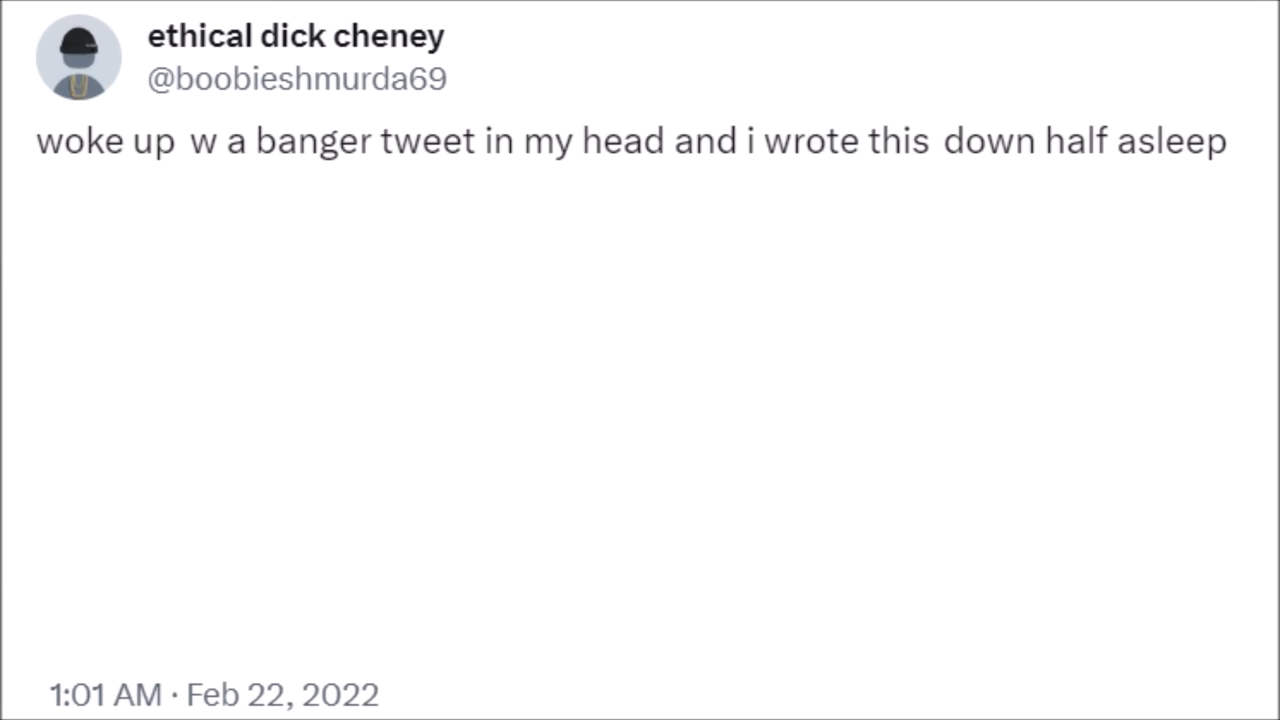 ethical dick cheney
@boobieshmurda69
woke up w a banger tweet in my head and i wrote this down half asleep
1:01 AM · Feb 22, 2022